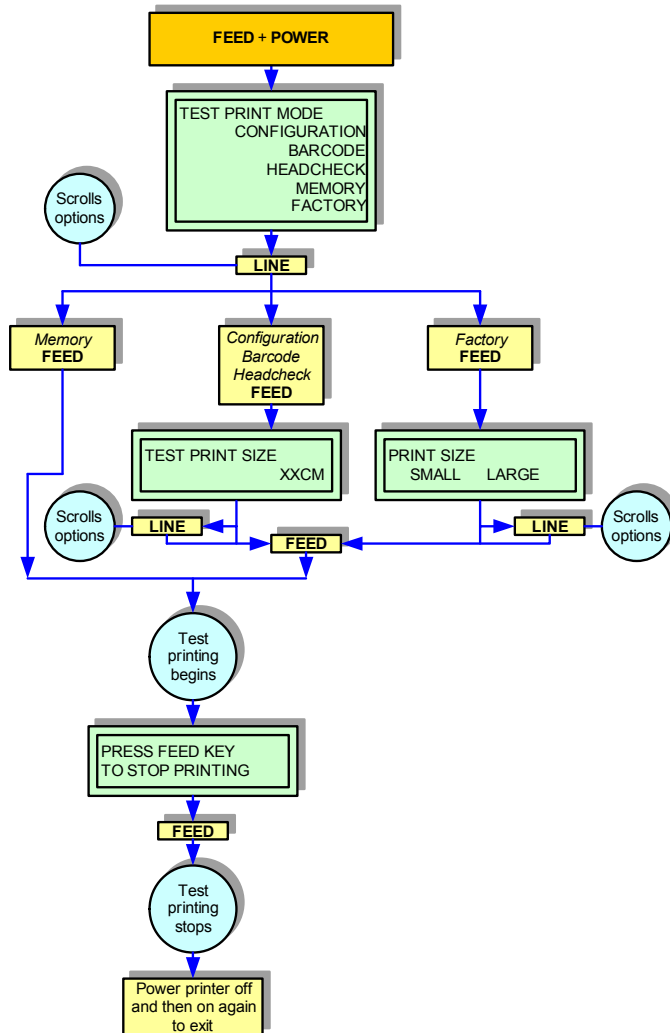 FEED + POWER
TEST PRINT MODE
CONFIGURATION
BARCODE
HEADCHECK
MEMORY
FACTORY
Scrolls
options
LINE
Memory
FEED
Configuration
Barcode
Headcheck
FEED
Factory
FEED
TEST PRINT SIZE
XXCM
PRINT SIZE
SMALL LARGE
Scrolls
options
LINE
FEED
LINE
Scrolls
options
Test
printing
begins
PRESS FEED KEY
TO STOP PRINTING
FEED
Test
printing
stops
Power printer off
and then on again
to exit